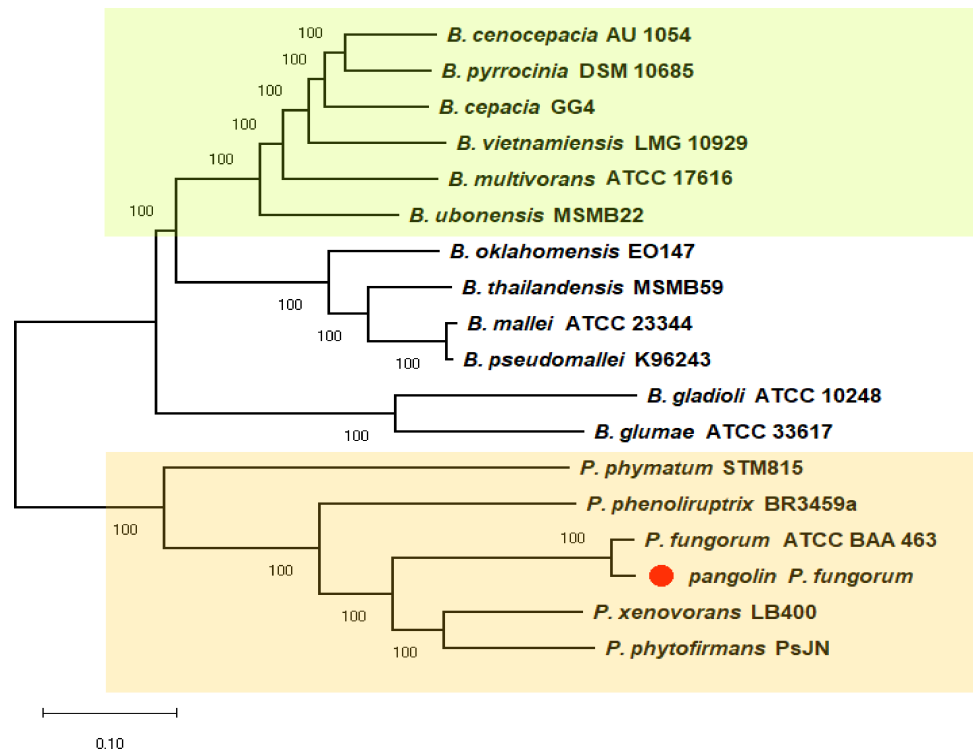 100
B. cenocepacia AU 1054
100
B. pyrrocinia DSM 10685
100
B. cepacia GG4
100
B. vietnamiensis LMG 10929
100
B. multivorans ATCC 17616
100
B. ubonensis MSMB22
B. oklahomensis EO147
100
B. thailandensis MSMB59
100
B. mallei ATCC 23344
100
B. pseudomallei K96243
B. gladioli ATCC 10248
100
B. glumae ATCC 33617
P. phymatum STM815
100
P. phenoliruptrix BR3459a
100
P. fungorum ATCC BAA 463
100
pangolin P. fungorum
100
P. xenovorans LB400
100
P. phytofirmans PsJN
0.10